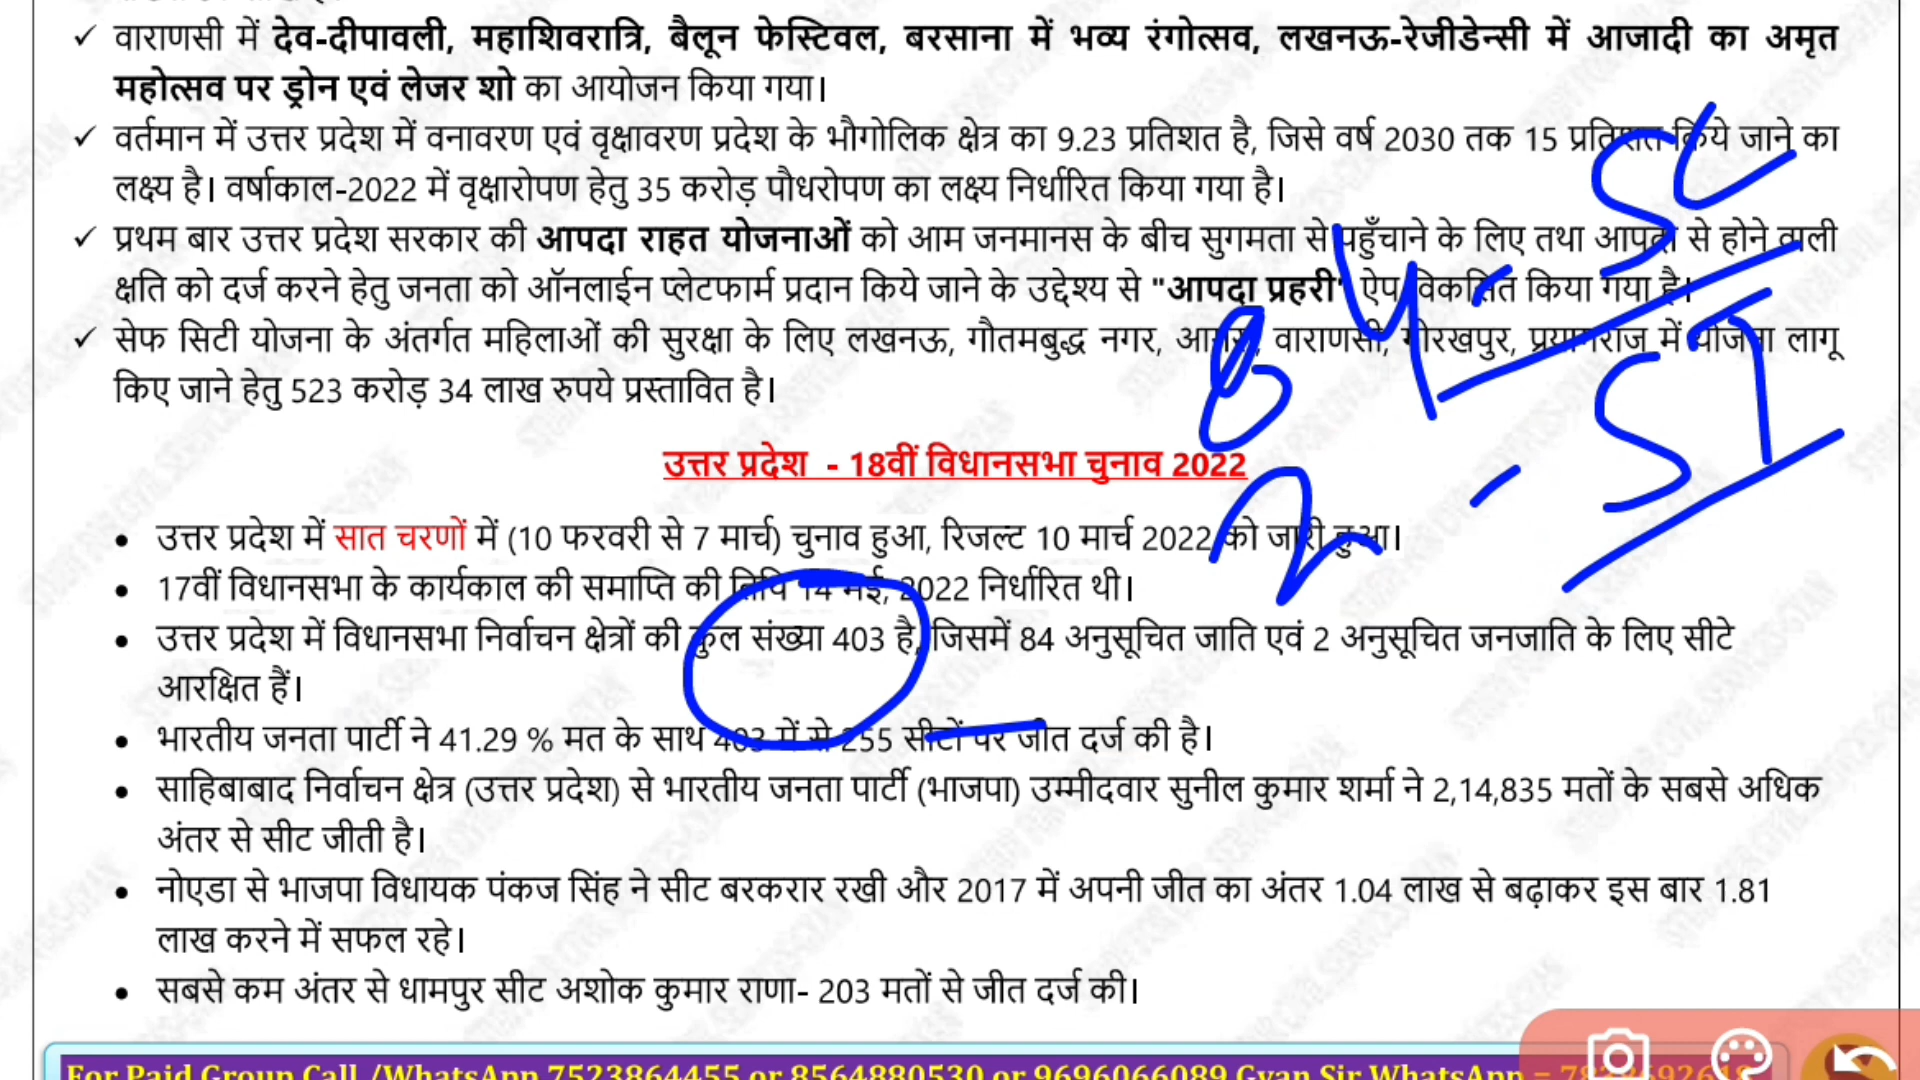 ✓ वाराणसी में देव-दीपावली, महाशिवरात्रि, बैलून फेस्टिवल, बरसाना में भव्य रंगोत्सव, लखनऊ-रेजीडेन्सी में आजादी का अमृत
महोत्सव पर ड्रोन एवं लेजर शो का आयोजन किया गया।
✓ वर्तमान में उत्तर प्रदेश में वनावरण एवं वृक्षावरण प्रदेश के भौगोलिक क्षेत्र का 9.23 प्रतिशत है, जिसे वर्ष 2030 तक 15 प्रतिशत किये जाने का
लक्ष्य है। वर्षाकाल-2022 में वृक्षारोपण हेतु 35 करोड़ पौधरोपण का लक्ष्य निर्धारित किया गया है।
✓ प्रथम बार उत्तर प्रदेश सरकार की आपदा राहत योजनाओं को आम जनमानस के बीच सुगमता से पहुँचाने के लिए तथा आपदा से होने वाली
क्षति को दर्ज करने हेतु जनता को ऑनलाईन प्लेटफार्म प्रदान किये जाने के उद्देश्य से "आपदा प्रहरी" ऐप विकसित किया गया है।
✓ सेफ सिटी योजना के अंतर्गत महिलाओं की सुरक्षा के लिए लखनऊ, गौतमबुद्ध नगर, आगरा, वाराणसी, गोरखपुर, प्रयागराज में योजना लागू
किए जाने हेतु 523 करोड़ 34 लाख रुपये प्रस्तावित है।
84 - SC
2 - ST
उत्तर प्रदेश - 18वीं विधानसभा चुनाव 2022
• उत्तर प्रदेश में सात चरणों में (10 फरवरी से 7 मार्च) चुनाव हुआ, रिजल्ट 10 मार्च 2022 को जारी हुआ।
• 17वीं विधानसभा के कार्यकाल की समाप्ति की तिथि 14 मई, 2022 निर्धारित थी।
• उत्तर प्रदेश में विधानसभा निर्वाचन क्षेत्रों की कुल संख्या 403 है, जिसमें 84 अनुसूचित जाति एवं 2 अनुसूचित जनजाति के लिए सीटे
आरक्षित हैं।
• भारतीय जनता पार्टी ने 41.29 % मत के साथ 403 में से 255 सीटों पर जीत दर्ज की है।
• साहिबाबाद निर्वाचन क्षेत्र (उत्तर प्रदेश) से भारतीय जनता पार्टी (भाजपा) उम्मीदवार सुनील कुमार शर्मा ने 2,14,835 मतों के सबसे अधिक
अंतर से सीट जीती है।
• नोएडा से भाजपा विधायक पंकज सिंह ने सीट बरकरार रखी और 2017 में अपनी जीत का अंतर 1.04 लाख से बढ़ाकर इस बार 1.81
लाख करने में सफल रहे।
• सबसे कम अंतर से धामपुर सीट अशोक कुमार राणा- 203 मतों से जीत दर्ज की।
For Paid Group Call /WhatsApp 7523864455 or 8564880530 or 9696066089 Gyan Sir WhatsApp =